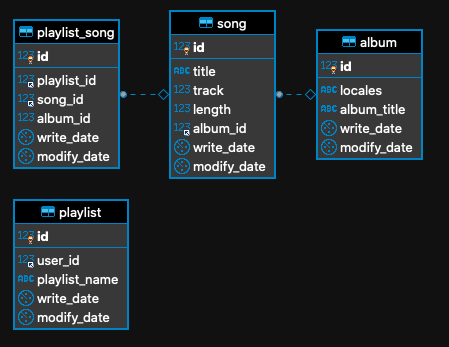 playlist_song
123 id
123 playlist_id
123 song_id
123 album_id
write_date
modify_date
song
123 id
ABC title
123 track
123 length
123 album_id
write_date
modify_date
album
123 id
ABC locales
ABC album_title
write_date
modify_date
playlist
123 id
123 user_id
ABC playlist_name
write_date
modify_date